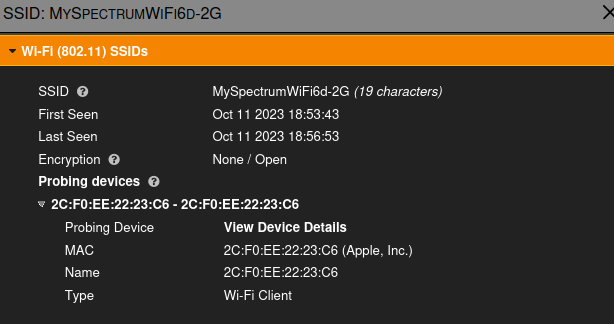 SSID: MYSPECTRUMWIFI6D-2G
Wi-Fi (802.11) SSIDs
SSID MySpectrumWiFi6d-2G (19 characters)
First Seen Oct 11 2023 18:53:43
Last Seen Oct 11 2023 18:56:53
Encryption None / Open
Probing devices
2C:F0:EE:22:23:C6 - 2C:F0:EE:22:23:C6
Probing Device View Device Details
MAC 2C:F0:EE:22:23:C6 (Apple, Inc.)
Name 2C:F0:EE:22:23:C6
Type Wi-Fi Client